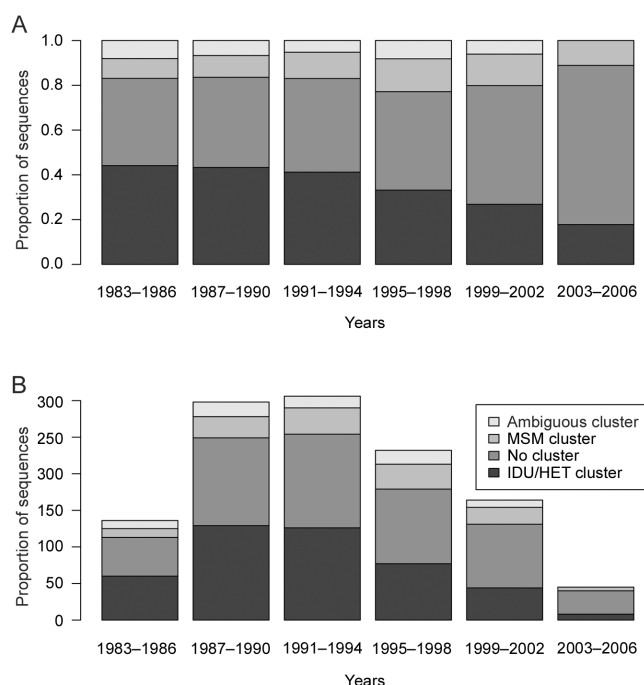 A
Proportion of sequences
1.0
0.8
0.6
0.4
0.2
0.0
1983–1986 1987–1990 1991–1994 1995–1998 1999–2002 2003–2006
Years
B
Proportion of sequences
300
250
300
150
100
50
0
Ambiguous cluster
MSM cluster
No cluster
IDU/HET cluster
1983–1986 1987–1990 1991–1994 1995–1998 1999–2002 2003–2006
Years